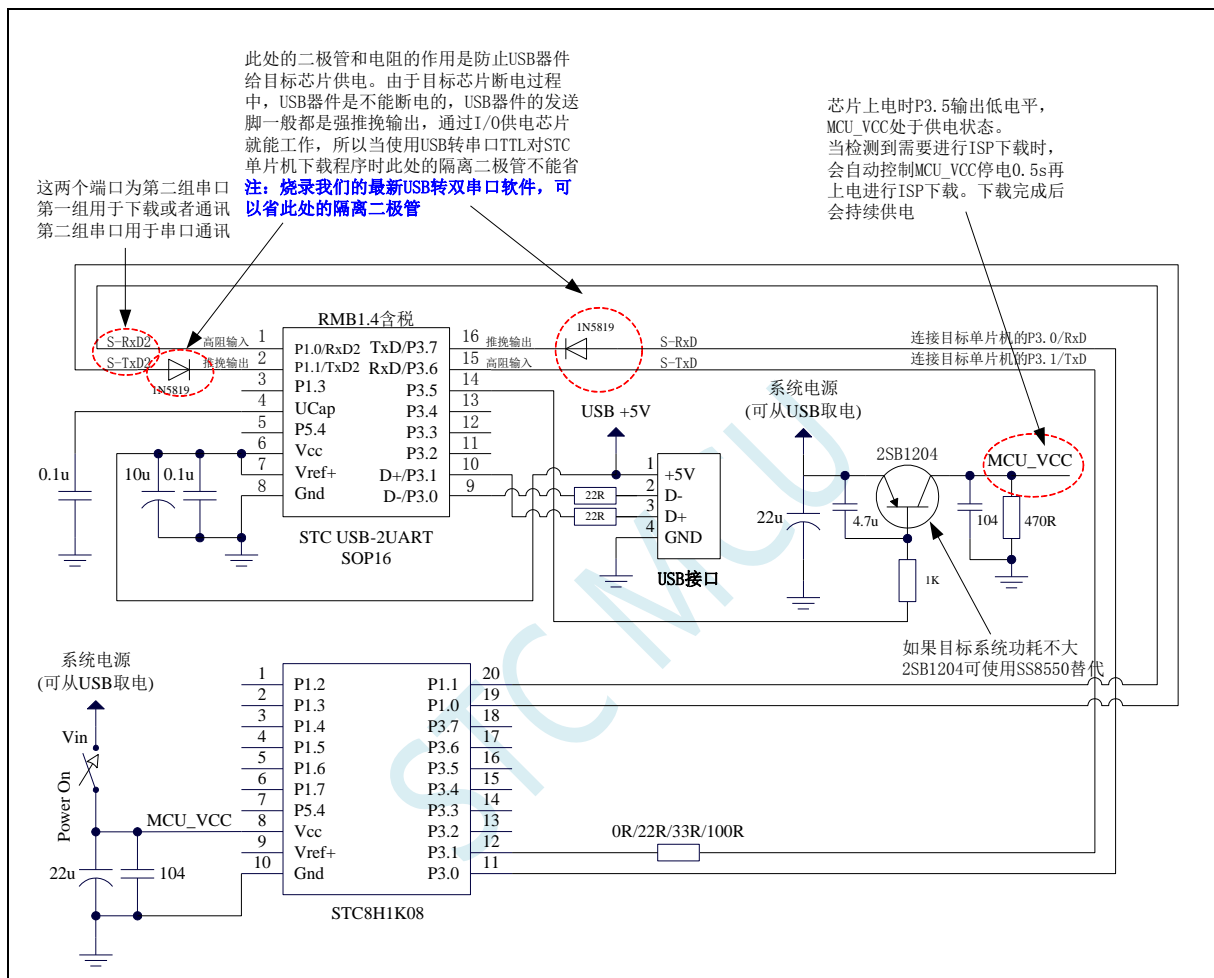 此处的二极管和电阻的作用是防止USB器件
给目标芯片供电。由于目标芯片断电过程
中，USB器件是不能断电的，USB器件的发送
脚一般都是强推挽输出，通过I/O供电芯片
就能工作，所以当使用USB转串口TTL对STC
单片机下载程序时此处的隔离二极管不能省
注：烧录我们的最新USB转双串口软件，可
以省此处的隔离二极管
芯片上电时P3.5输出低电平，
MCU_VCC处于供电状态。
当检测到需要进行ISP下载时，
会自动控制MCU_VCC停电0.5s再
上电进行ISP下载。下载完成后
会持续供电
这两个端口为第二组串口
第一组用于下载或者通讯
第二组串口用于串口通讯
RMB1.4含税
S-RxD2 高阻输入 1 P1.0/RxD2 TxD/P3.7 16 推挽输出 1N5819 S-RxD 连接目标单片机的P3.0/RxD
S-TxD2 1N5819 推挽输出 2 P1.1/TxD2 RxD/P3.6 15 高阻输入 S-TxD 连接目标单片机的P3.1/TxD
3 P1.3 P3.5 14
4 UCap P3.4 13
5 P5.4 P3.3 12
6 Vcc P3.2 11
7 Vref+ D+/P3.1 10
8 Gnd D-/P3.0 9
STC USB-2UART
SOP16
0.1u 10u 0.1u
22R
22R
USB +5V
1 +5V
2 D-
3 D+
4 GND
USB接口
系统电源
(可从USB取电)
2SB1204 MCU_VCC
22u 4.7u 104 470R
1K
如果目标系统功耗不大
2SB1204可使用SS8550替代
STC MCU
系统电源
(可从USB取电)
Vin
Power On
MCU_VCC
22u 104
1 P1.2 P1.1 20
2 P1.3 P1.0 19
3 P1.4 P3.7 18
4 P1.5 P3.6 17
5 P1.6 P3.5 16
6 P1.7 P3.4 15
7 P5.4 P3.3 14
8 Vcc P3.2 13
9 Vref+ P3.1 12 0R/22R/33R/100R
10 Gnd P3.0 11
STC8H1K08